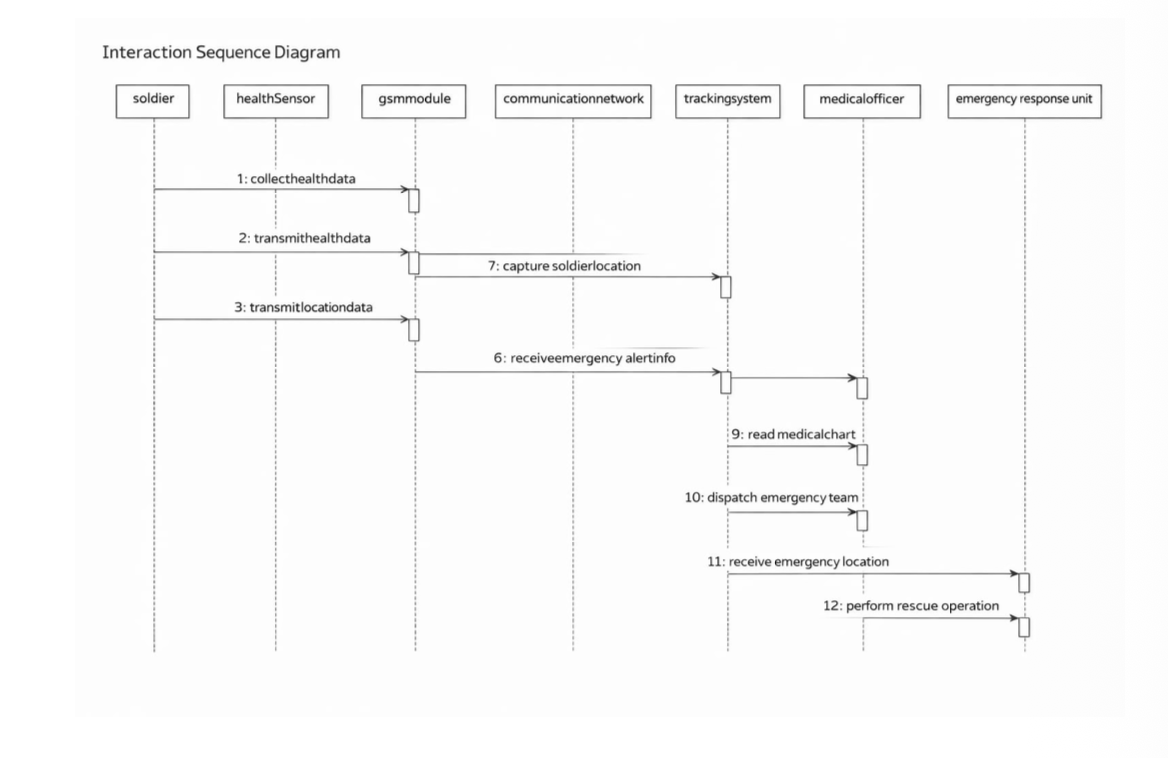 Interaction Sequence Diagram
soldier
healthSensor
gsmmodule
communicationnetwork
trackingsystem
medicalofficer
emergency response unit
1: collecthealthdata
2: transmithealthdata
7: capture soldierlocation
3: transmitlocationdata
6: receiveemergency alertinfo
9: read medicalchart
10: dispatch emergency team
11: receive emergency location
12: perform rescue operation